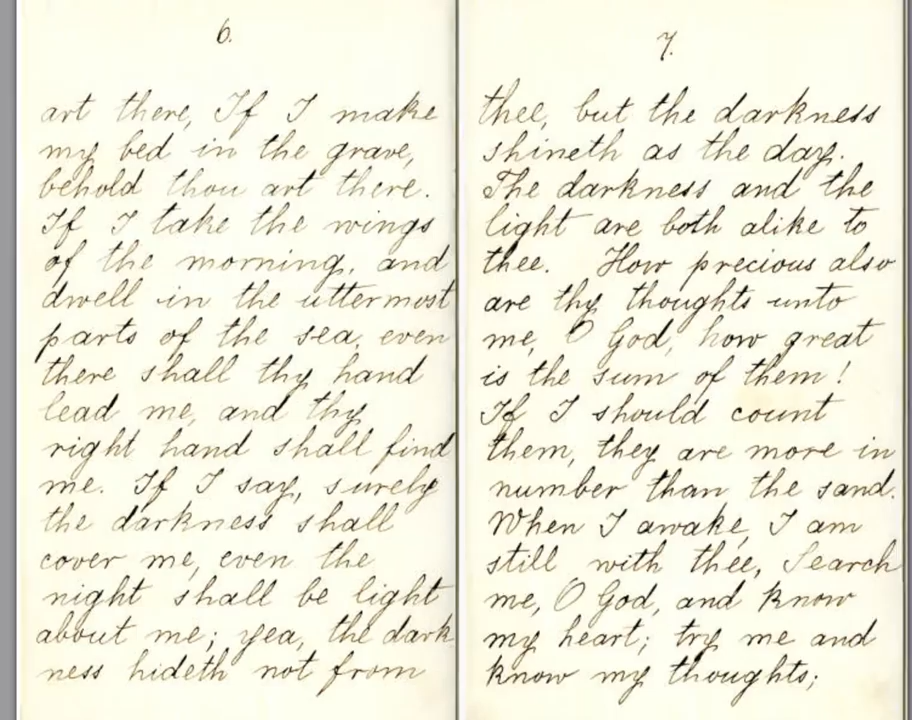 6.
art there, If I make
my bed in the grave,
behold thou art there.
If I take the wings
of the morning, and
dwell in the uttermost
parts of the sea, even
there shall thy hand
lead me, and thy
right hand shall find
me. If I say, surely
the darkness shall
cover me, even the
night shall be light
about me; yea, the dark
ness hideth not from
7.
thee, but the darkness
shineth as the day.
The darkness and the
light are both alike to
thee. How precious also
are thy thoughts unto
me, O God, how great
is the sum of them!
If I should count
them, they are more in
number than the sand.
When I awake, I am
still with thee, Search
me, O God, and know
my heart; try me and
know my thoughts;